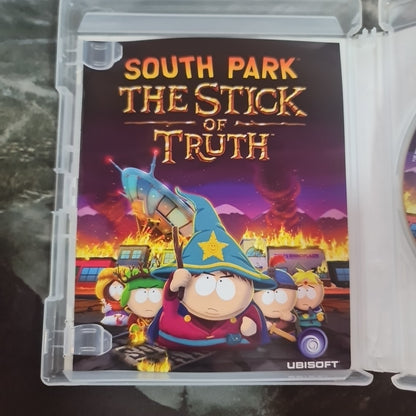 SOUTH PARK
THE STICK
OF
TRUTH
UBISOFT